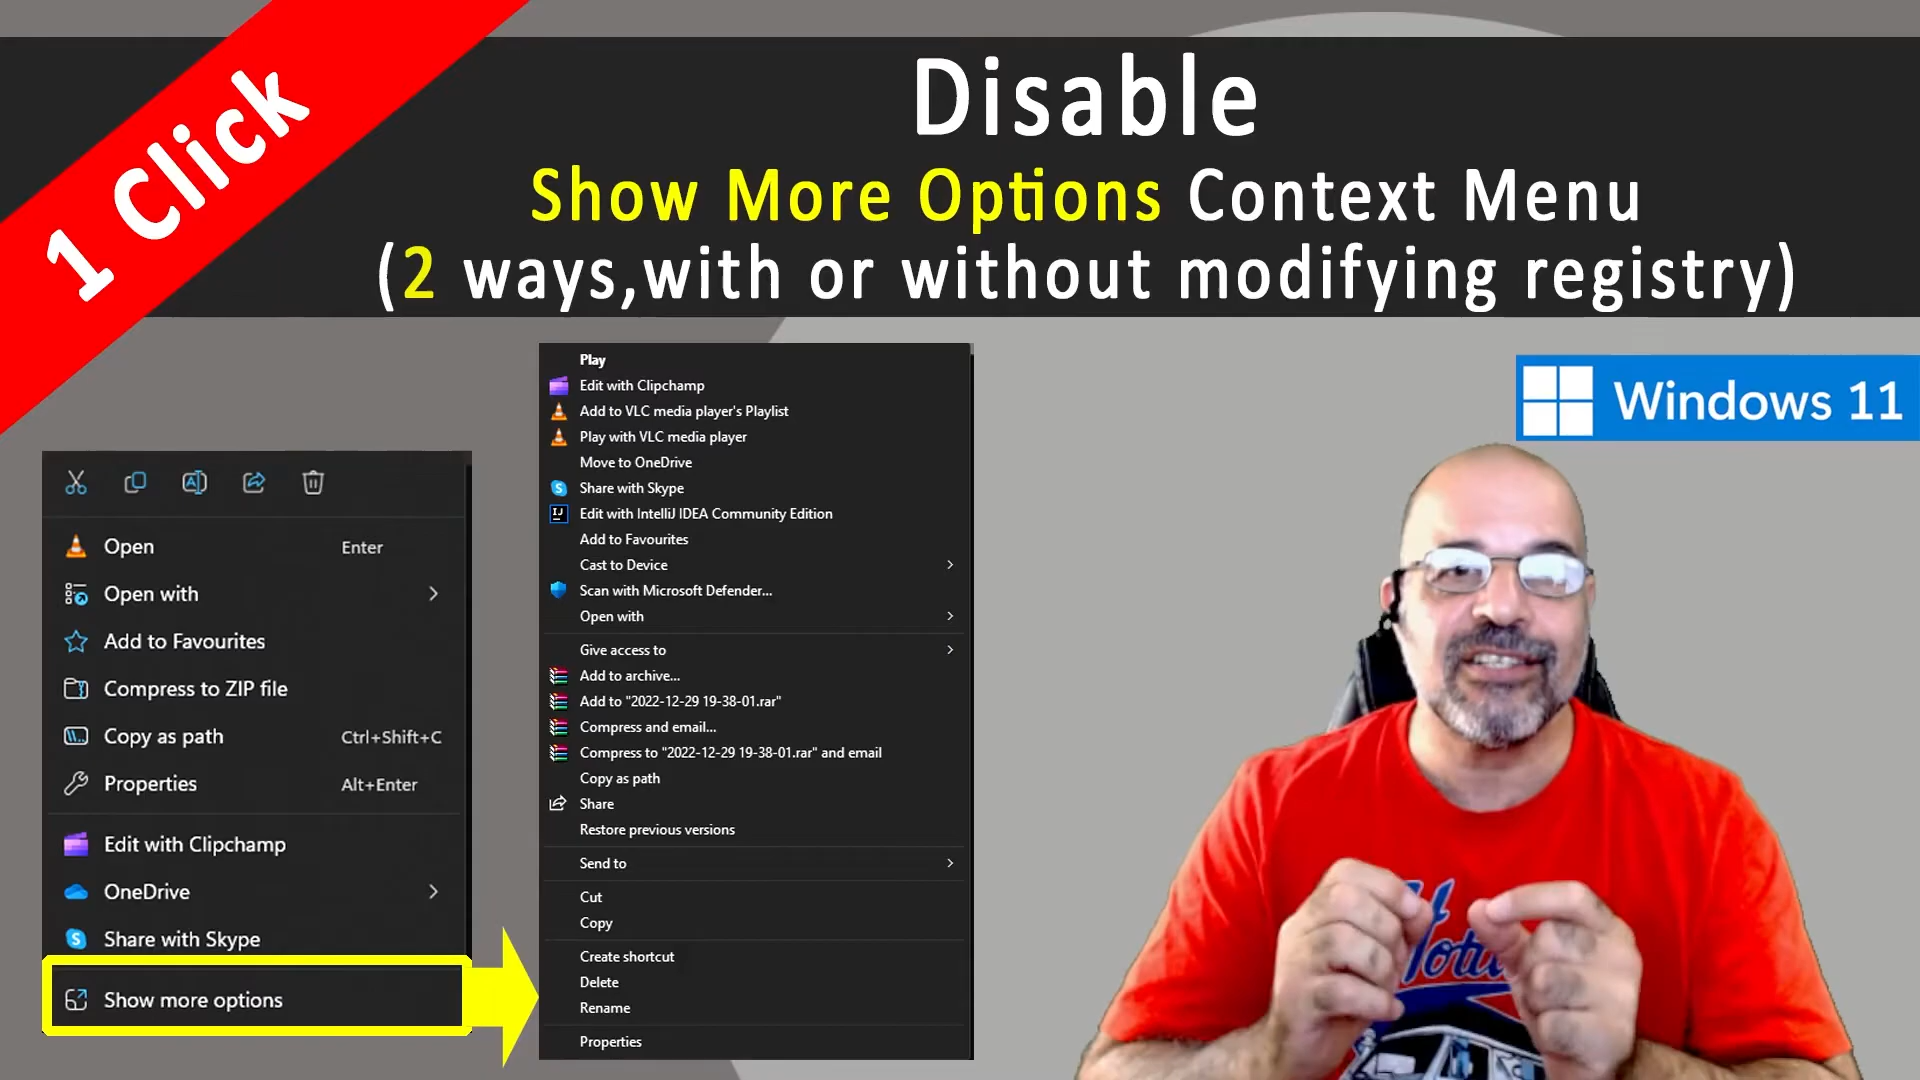 1 Click
Disable
Show More Options Context Menu
(2 ways,with or without modifying registry)
Windows 11
Open Enter
Open with
Add to Favourites
Compress to ZIP file
Copy as path Ctrl+Shift+C
Properties Alt+Enter
Edit with Clipchamp
OneDrive
Share with Skype
Show more options
Play
Edit with Clipchamp
Add to VLC media player's Playlist
Play with VLC media player
Move to OneDrive
Share with Skype
Edit with IntelliJ IDEA Community Edition
Add to Favourites
Cast to Device
Scan with Microsoft Defender...
Open with
Give access to
Add to archive...
Add to "2022-12-29 19-38-01.rar"
Compress and email...
Compress to "2022-12-29 19-38-01.rar" and email
Copy as path
Share
Restore previous versions
Send to
Cut
Copy
Create shortcut
Delete
Rename
Properties